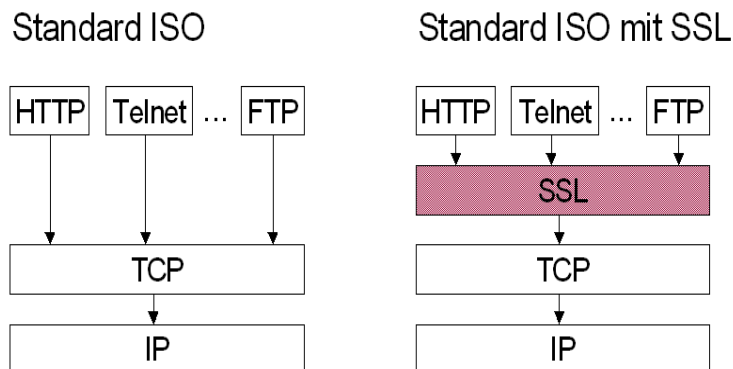 Standard ISO
HTTP Telnet ... FTP
TCP
IP
Standard ISO mit SSL
HTTP Telnet ... FTP
SSL
TCP
IP